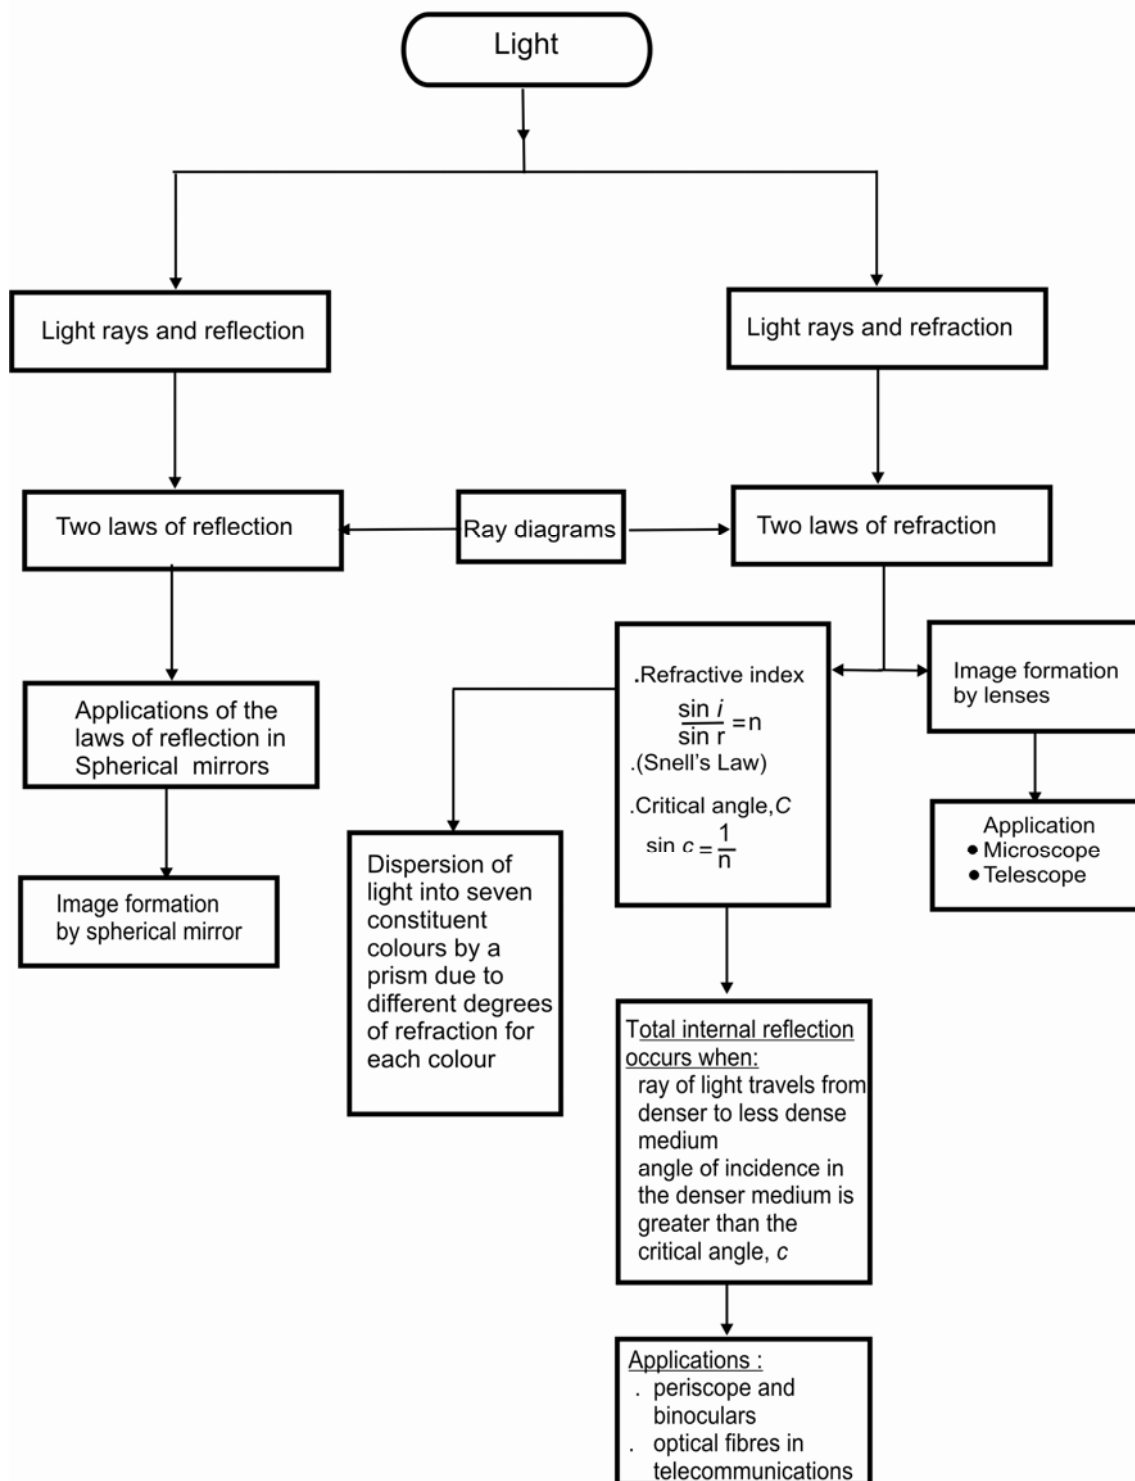 Light
Light rays and reflection
Light rays and refraction
Two laws of reflection
Ray diagrams
Two laws of refraction
Applications of the
laws of reflection in
Spherical mirrors
Image formation
by spherical mirror
.Refractive index
sin i
sin r
=n
.(Snell's Law)
.Critical angle,C
sin c = 1
n
Image formation
by lenses
Application
• Microscope
• Telescope
Dispersion of
light into seven
constituent
colours by a
prism due to
different degrees
of refraction for
each colour
Total internal reflection
occurs when:
ray of light travels from
denser to less dense
medium
angle of incidence in
the denser medium is
greater than the
critical angle, c
Applications :
. periscope and
binoculars
. optical fibres in
telecommunications